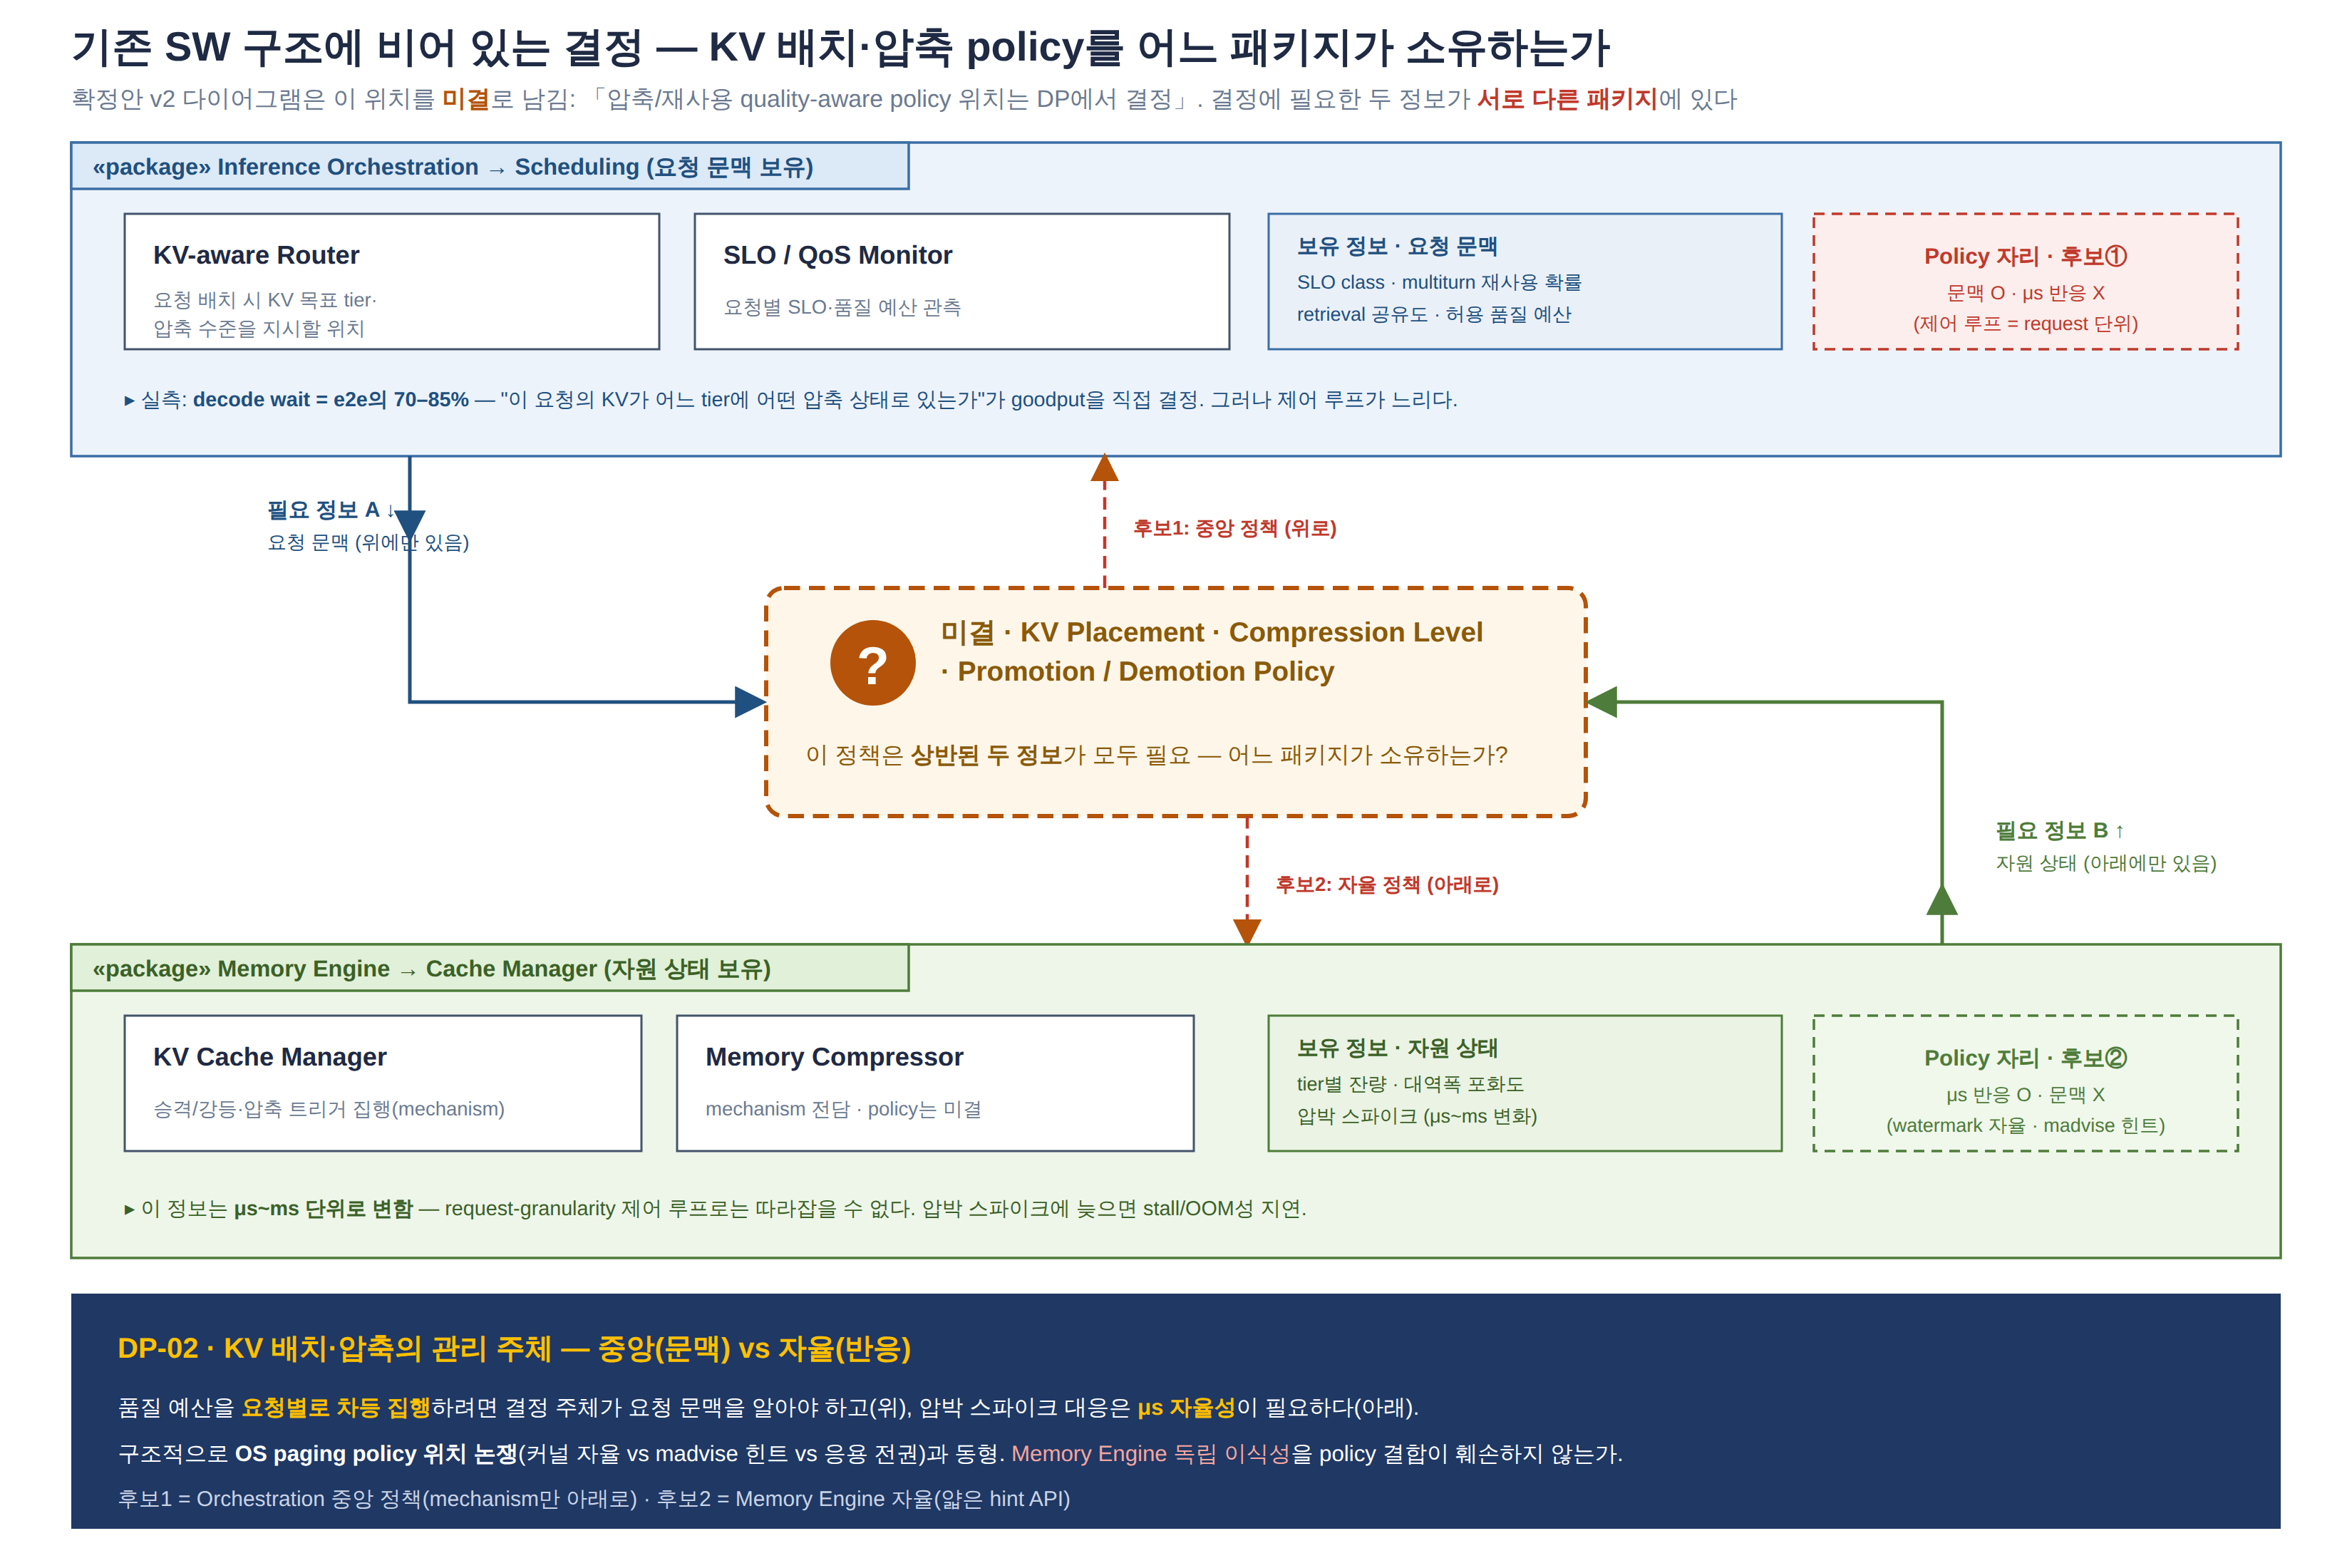 기존 SW 구조에 비어 있는 결정 — KV 배치·압축 policy를 어느 패키지가 소유하는가
확정안 v2 다이어그램은 이 위치를 미결로 남김: 「압축/재사용 quality-aware policy 위치는 DP에서 결정」. 결정에 필요한 두 정보가 서로 다른 패키지에 있다
«package» Inference Orchestration → Scheduling (요청 문맥 보유)
KV-aware Router
요청 배치 시 KV 목표 tier·
압축 수준을 지시할 위치
SLO / QoS Monitor
요청별 SLO·품질 예산 관측
보유 정보 · 요청 문맥
SLO class · multiturn 재사용 확률
retrieval 공유도 · 허용 품질 예산
Policy 자리 · 후보①
문맥 O · μs 반응 X
(제어 루프 = request 단위)
▸ 실측: decode wait = e2e의 70–85% — "이 요청의 KV가 어느 tier에 어떤 압축 상태로 있는가"가 goodput을 직접 결정. 그러나 제어 루프가 느리다.
필요 정보 A ↓
요청 문맥 (위에만 있음)
후보1: 중앙 정책 (위로)
?
미결 · KV Placement · Compression Level
· Promotion / Demotion Policy
이 정책은 상반된 두 정보가 모두 필요 — 어느 패키지가 소유하는가?
후보2: 자율 정책 (아래로)
필요 정보 B ↑
자원 상태 (아래에만 있음)
«package» Memory Engine → Cache Manager (자원 상태 보유)
KV Cache Manager
승격/강등·압축 트리거 집행(mechanism)
Memory Compressor
mechanism 전담 · policy는 미결
보유 정보 · 자원 상태
tier별 잔량 · 대역폭 포화도
압박 스파이크 (μs~ms 변화)
Policy 자리 · 후보②
μs 반응 O · 문맥 X
(watermark 자율 · madvise 힌트)
▸ 이 정보는 μs~ms 단위로 변함 — request-granularity 제어 루프로는 따라잡을 수 없다. 압박 스파이크에 늦으면 stall/OOM성 지연.
DP-02 · KV 배치·압축의 관리 주체 — 중앙(문맥) vs 자율(반응)
품질 예산을 요청별로 차등 집행하려면 결정 주체가 요청 문맥을 알아야 하고(위), 압박 스파이크 대응은 μs 자율성이 필요하다(아래).
구조적으로 OS paging policy 위치 논쟁(커널 자율 vs madvise 힌트 vs 응용 전권)과 동형. Memory Engine 독립 이식성을 policy 결합이 훼손하지 않는가.
후보1 = Orchestration 중앙 정책(mechanism만 아래로) · 후보2 = Memory Engine 자율(얇은 hint API)